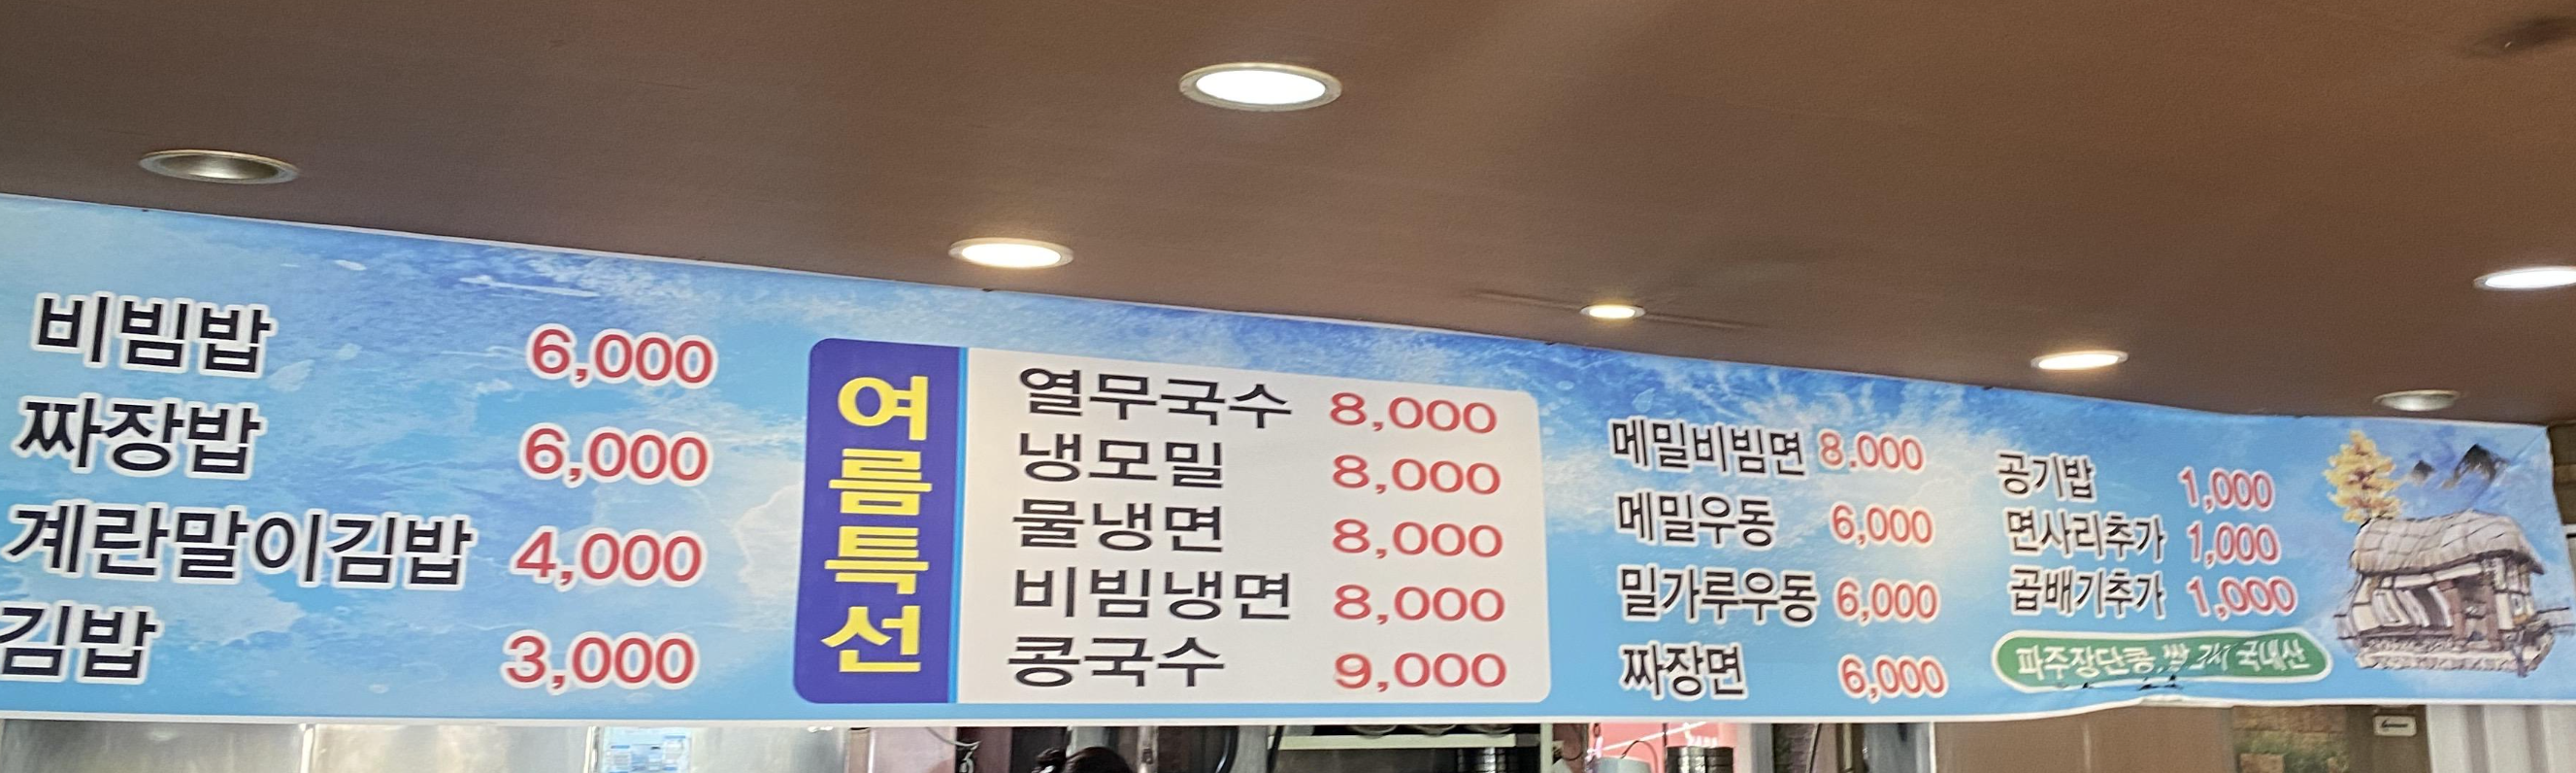 비빔밥 6,000
짜장밥 6,000
계란말이김밥 4,000
김밥 3,000
여름특선
열무국수 8,000
냉모밀 8,000
물냉면 8,000
비빔냉면 8,000
콩국수 9,000
메밀비빔면 8.000
메밀우동 6,000
밀가루우동 6,000
짜장면 6,000
공기밥 1,000
면사리추가 1,000
곱배기추가 1,000
파주장단콩,쌀,김치 국내산